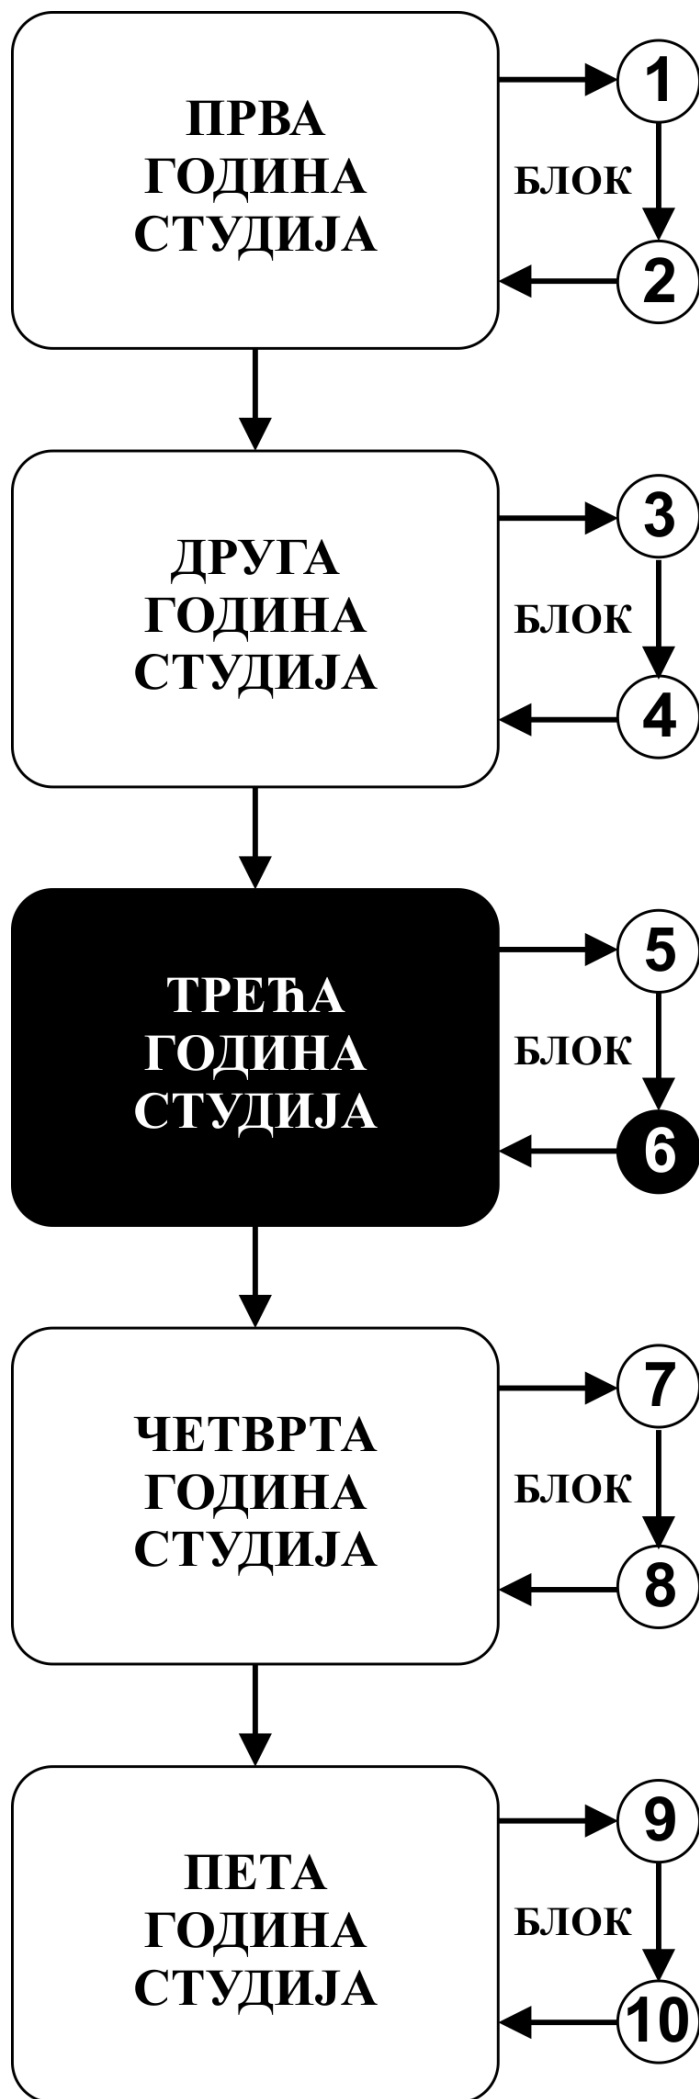 ПРВА
ГОДИНА
СТУДИЈА
1
БЛОК
2
ДРУГА
ГОДИНА
СТУДИЈА
3
БЛОК
4
ТРЕЋА
ГОДИНА
СТУДИЈА
5
БЛОК
6
ЧЕТВРТА
ГОДИНА
СТУДИЈА
7
БЛОК
8
ПЕТА
ГОДИНА
СТУДИЈА
9
БЛОК
10